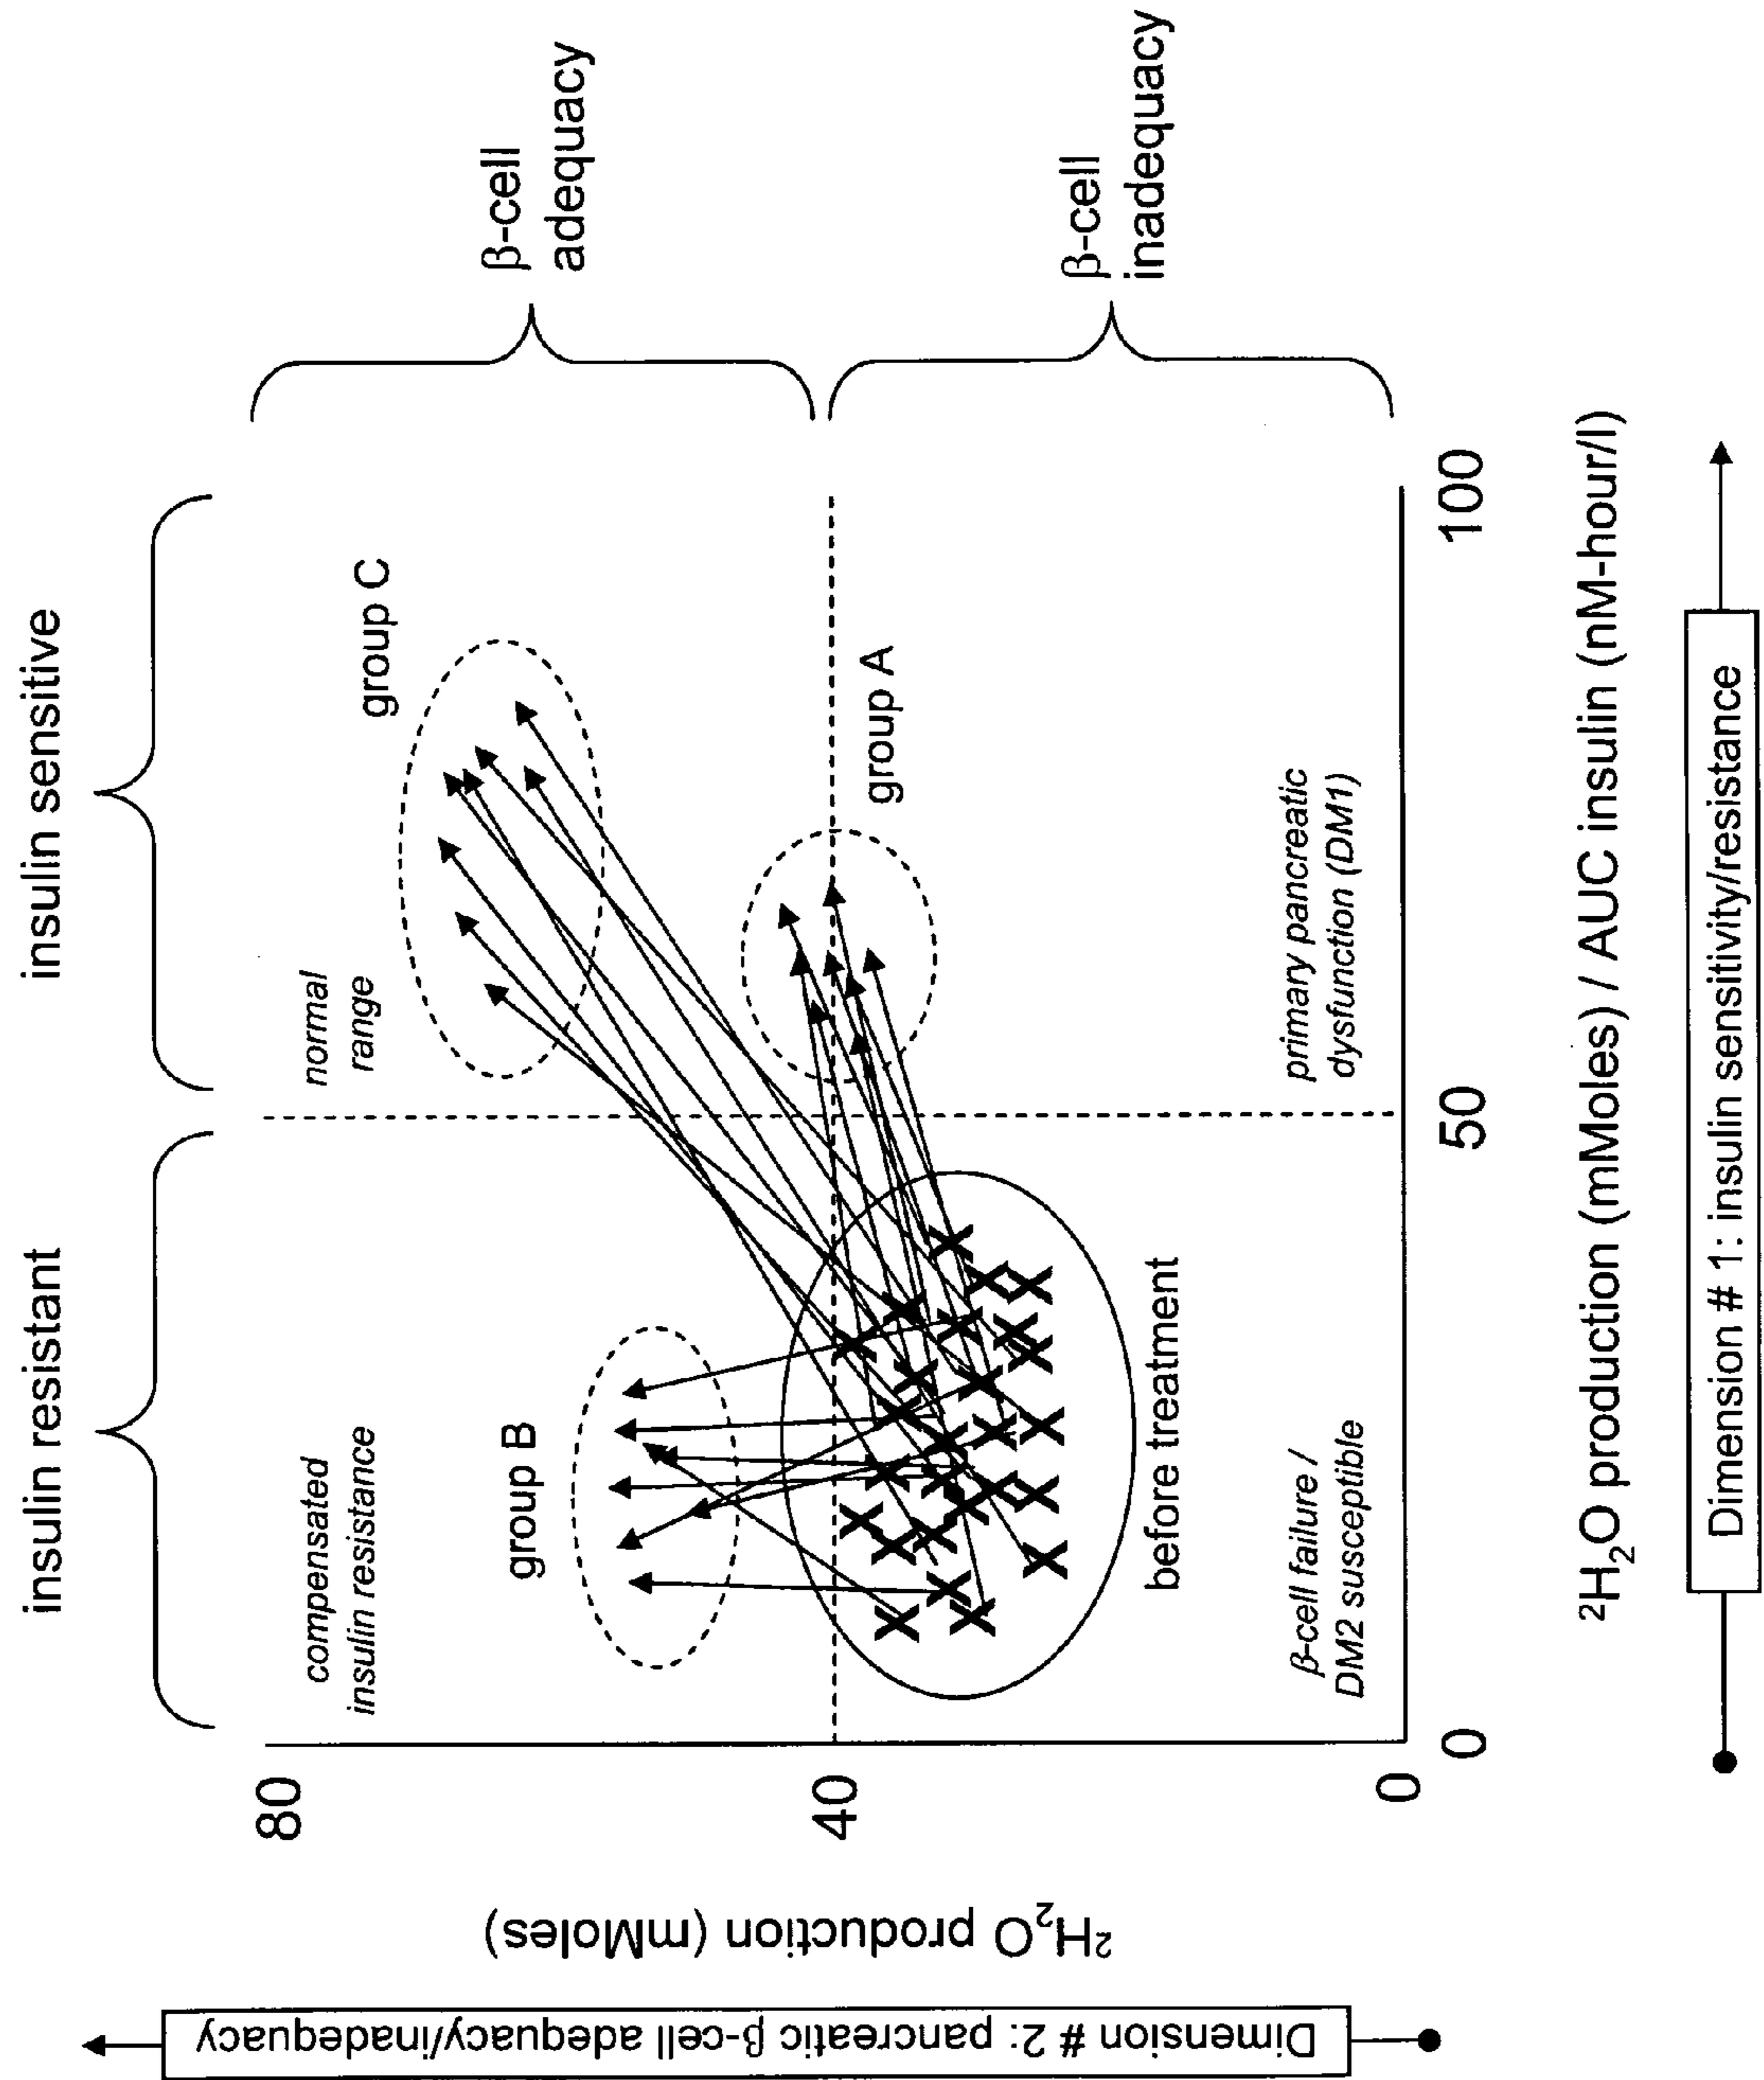 insulin resistant
insulin sensitive
compensated
insulin resistance
normal
range
group B
group C
group A
before treatment
β-cell failure /
DM2 susceptible
primary pancreatic
dysfunction (DM1)
β-cell
adequacy
β-cell
inadequacy
80
40
0
0
50
100
²H₂O production (mMoles)
Dimension # 2: pancreatic β-cell adequacy/inadequacy
²H₂O production (mMoles) / AUC insulin (nM-hour/l)
Dimension # 1: insulin sensitivity/resistance